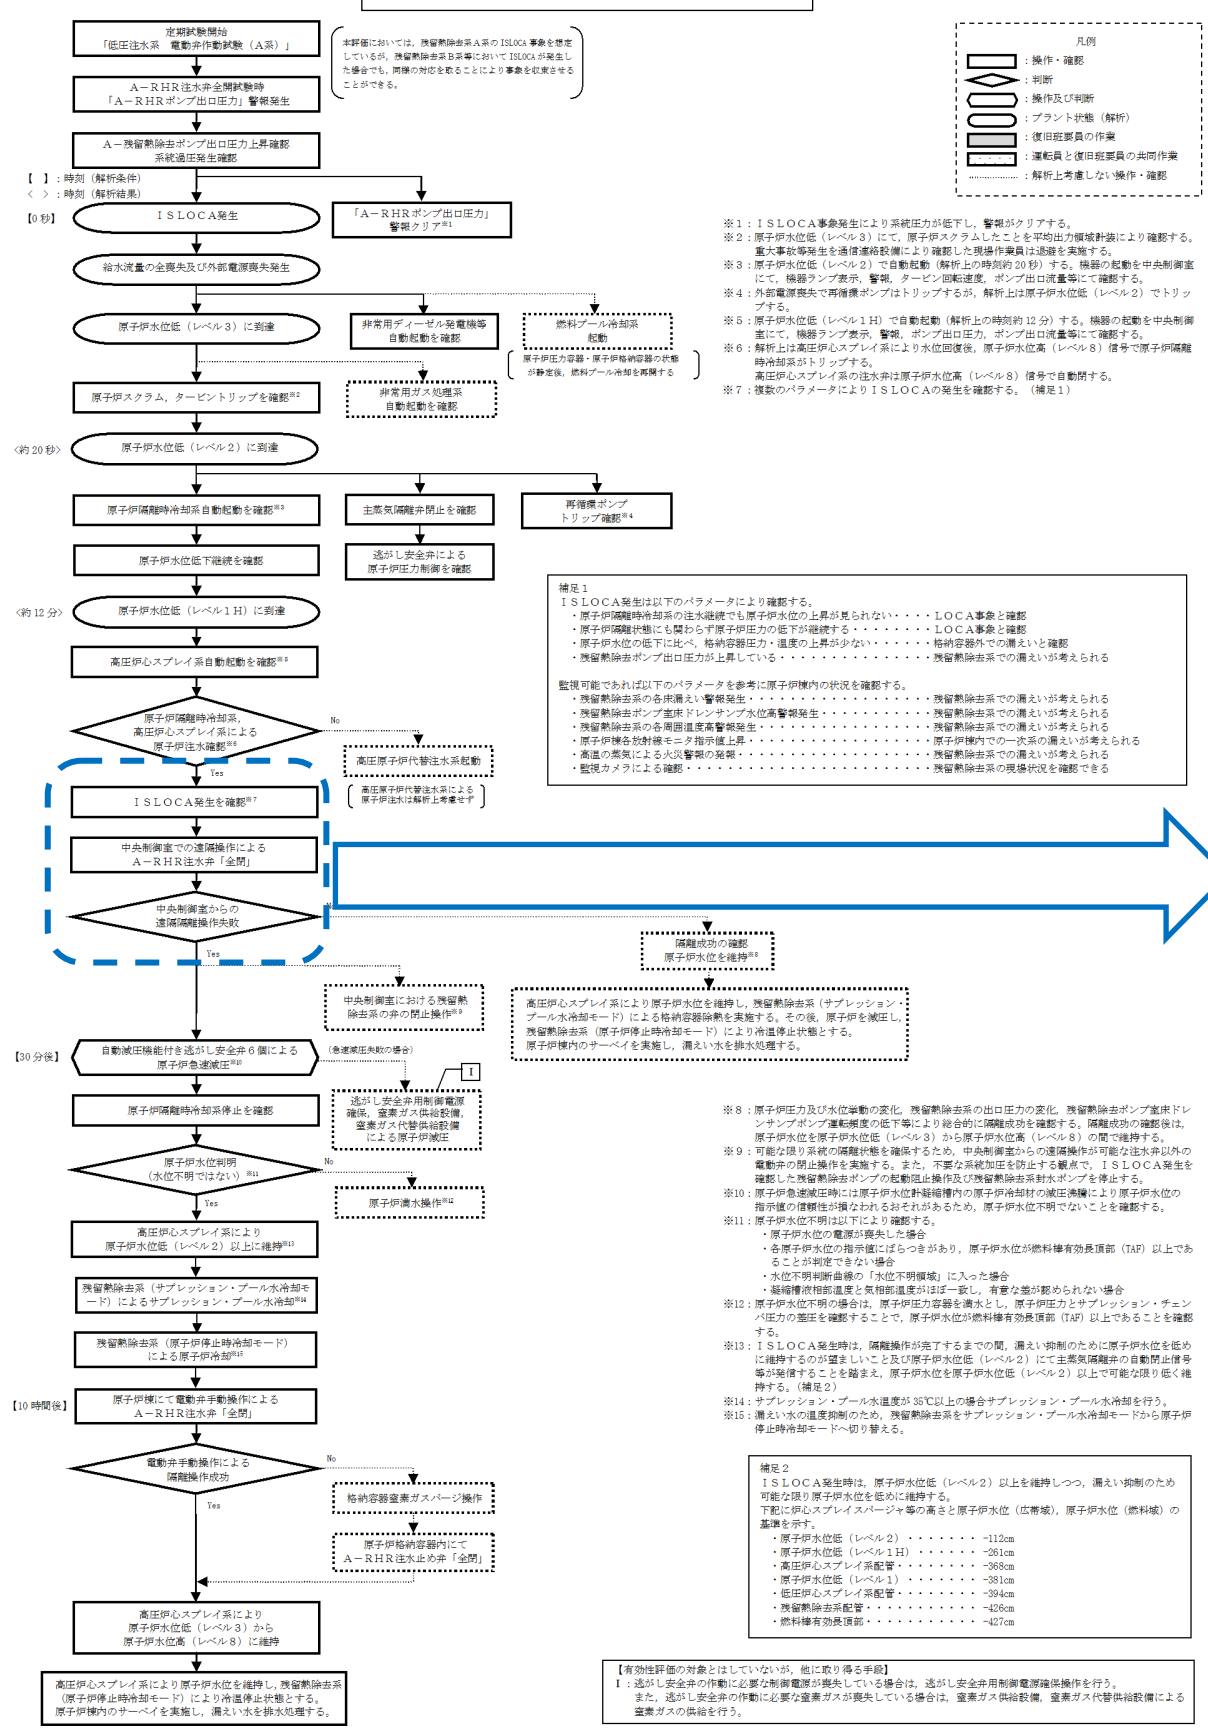 定期試験開始
「低圧注水系　電動弁作動試験（A系）」
本評価においては，残留熱除去系A系の ISLOCA 事象を想定
しているが，残留熱除去系B系等において ISLOCA が発生し
た場合でも，同様の対応を取ることにより事象を収束させる
ことができる。
凡例
：操作・確認
：判断
：操作及び判断
：プラント状態（解析）
：復旧班要員の作業
：運転員と復旧班要員の共同作業
：解析上考慮しない操作・確認
A－RHR注水弁全開試験時
「A－RHRポンプ出口圧力」警報発生
A－残留熱除去ポンプ出口圧力上昇確認
系統過圧発生確認
【　】：時刻（解析条件）
＜　＞：時刻（解析結果）
【0秒】
ISLOCA発生
「A－RHRポンプ出口圧力」
警報クリア※1
給水流量の全喪失及び外部電源喪失発生
原子炉水位低（レベル3）に到達
非常用ディーゼル発電機等
自動起動を確認
燃料プール冷却系
起動
原子炉圧力容器・原子炉格納容器の状態
が静定後，燃料プール冷却を再開する
原子炉スクラム，タービントリップを確認※2
非常用ガス処理系
自動起動を確認
<約20秒>
原子炉水位低（レベル2）に到達
原子炉隔離時冷却系自動起動を確認※3
主蒸気隔離弁閉止を確認
再循環ポンプ
トリップ確認※4
原子炉水位低下継続を確認
逃がし安全弁による
原子炉圧力制御を確認
<約12分>
原子炉水位低（レベル1H）に到達
高圧炉心スプレイ系自動起動を確認※5
原子炉隔離時冷却系，
高圧炉心スプレイ系による
原子炉注水確認※6
No
Yes
高圧原子炉代替注水系起動
高圧原子炉代替注水系による
原子炉注水は解析上考慮せず
ISLOCA発生を確認※7
中央制御室での遠隔操作による
A－RHR注水弁「全閉」
中央制御室からの
遠隔隔離操作失敗
No
Yes
隔離成功の確認
原子炉水位を維持※8
中央制御室における残留熱
除去系の弁の閉止操作※9
高圧炉心スプレイ系により原子炉水位を維持し，残留熱除去系（サプレッション・
プール水冷却モード）による格納容器除熱を実施する。その後，原子炉を減圧し，
残留熱除去系（原子炉停止時冷却モード）により冷温停止状態とする。
原子炉棟内のサーベイを実施し，漏えい水を排水処理する。
【30分後】
自動減圧機能付き逃がし安全弁6個による
原子炉急速減圧※10
（急速減圧失敗の場合）
I
逃がし安全弁用制御電源
確保，窒素ガス供給設備，
窒素ガス代替供給設備
による原子炉減圧
原子炉隔離時冷却系停止を確認
原子炉水位判明
（水位不明ではない）※11
No
Yes
原子炉満水操作※12
高圧炉心スプレイ系により
原子炉水位低（レベル2）以上に維持※13
残留熱除去系（サプレッション・プール水冷却モ
ード）によるサプレッション・プール水冷却※14
残留熱除去系（原子炉停止時冷却モード）
による原子炉冷却※15
【10時間後】
原子炉棟にて電動弁手動操作による
A－RHR注水弁「全閉」
電動弁手動操作による
隔離操作成功
No
Yes
格納容器窒素ガスパージ操作
原子炉格納容器内にて
A－RHR注水止め弁「全閉」
高圧炉心スプレイ系により
原子炉水位低（レベル3）から
原子炉水位高（レベル8）に維持
高圧炉心スプレイ系により原子炉水位を維持し，残留熱除去系
（原子炉停止時冷却モード）により冷温停止状態とする。
原子炉棟内のサーベイを実施し，漏えい水を排水処理する。
※1：ISLOCA事象発生により系統圧力が低下し，警報がクリアする。
※2：原子炉水位低（レベル3）にて，原子炉スクラムしたことを平均出力領域計装により確認する。
重大事故等発生を通信連絡設備により確認した現場作業員は退避を実施する。
※3：原子炉水位低（レベル2）で自動起動（解析上の時刻約20秒）する。機器の起動を中央制御室
にて，機器ランプ表示，警報，タービン回転速度，ポンプ出口流量等にて確認する。
※4：外部電源喪失で再循環ポンプはトリップするが，解析上は原子炉水位低（レベル2）でトリッ
プする。
※5：原子炉水位低（レベル1H）で自動起動（解析上の時刻約12分）する。機器の起動を中央制御
室にて，機器ランプ表示，警報，ポンプ出口圧力，ポンプ出口流量等にて確認する。
※6：解析上は高圧炉心スプレイ系により水位回復後，原子炉水位高（レベル8）信号で原子炉隔離
時冷却系がトリップする。
高圧炉心スプレイ系の注水弁は原子炉水位高（レベル8）信号で自動閉する。
※7：複数のパラメータによりISLOCAの発生を確認する。（補足1）
補足1
ISLOCA発生は以下のパラメータにより確認する。
・原子炉隔離時冷却系の注水継続でも原子炉水位の上昇が見られない・・・・LOCA事象と確認
・原子炉隔離状態にも関わらず原子炉圧力の低下が継続する・・・・・・・・LOCA事象と確認
・原子炉水位の低下に比べ，格納容器圧力・温度の上昇が少ない・・・・・・格納容器外での漏えいと確認
・残留熱除去ポンプ出口圧力が上昇している・・・・・・・・・・・・・・・残留熱除去系での漏えいが考えられる
監視可能であれば以下のパラメータを参考に原子炉棟内の状況を確認する。
・残留熱除去系の各床漏えい警報発生・・・・・・・・・・・・・・・・・・残留熱除去系での漏えいが考えられる
・残留熱除去ポンプ室床ドレンサンプ水位高警報発生・・・・・・・・・・・残留熱除去系での漏えいが考えられる
・残留熱除去系の各周囲温度高警報発生・・・・・・・・・・・・・・・・・残留熱除去系での漏えいが考えられる
・原子炉棟各放射線モニタ指示値上昇・・・・・・・・・・・・・・・・・・原子炉棟内での一次系の漏えいが考えられる
・高温の蒸気による火災警報の発報・・・・・・・・・・・・・・・・・・・残留熱除去系での漏えいが考えられる
・監視カメラによる確認・・・・・・・・・・・・・・・・・・・・・・・・残留熱除去系の現場状況を確認できる
※8：原子炉圧力及び水位挙動の変化，残留熱除去系の出口圧力の変化，残留熱除去ポンプ室床ドレ
ンサンプポンプ運転頻度の低下等により総合的に隔離成功を確認する。隔離成功の確認後は，
原子炉水位を原子炉水位低（レベル3）から原子炉水位高（レベル8）の間で維持する。
※9：可能な限り系統の隔離状態を確保するため，中央制御室からの遠隔操作が可能な注水弁以外の
電動弁の閉止操作を実施する。また，不要な系統加圧を防止する観点で，ISLOCA発生を
確認した残留熱除去ポンプの起動阻止操作及び残留熱除去系封水ポンプを停止する。
※10：原子炉急速減圧時には原子炉水位計凝縮槽内の原子炉冷却材の減圧沸騰により原子炉水位の
指示値の信頼性が損なわれるおそれがあるため，原子炉水位不明でないことを確認する。
※11：原子炉水位不明は以下により確認する。
・原子炉水位の電源が喪失した場合
・各原子炉水位の指示値にばらつきがあり，原子炉水位が燃料棒有効長頂部（TAF）以上であ
ることが判定できない場合
・水位不明判断曲線の「水位不明領域」に入った場合
・凝縮槽液相部温度と気相部温度がほぼ一致し，有意な差が認められない場合
※12：原子炉水位不明の場合は，原子炉圧力容器を満水とし，原子炉圧力とサプレッション・チェン
バ圧力の差圧を確認することで，原子炉水位が燃料棒有効長頂部（TAF）以上であることを確認
する。
※13：ISLOCA発生時は，隔離操作が完了するまでの間，漏えい抑制のために原子炉水位を低め
に維持するのが望ましいこと及び原子炉水位低（レベル2）にて主蒸気隔離弁の自動閉止信号
等が発信することを踏まえ，原子炉水位を原子炉水位低（レベル2）以上で可能な限り低く維
持する。（補足2）
※14：サプレッション・プール水温度が35℃以上の場合サプレッション・プール水冷却を行う。
※15：漏えい水の温度抑制のため，残留熱除去系をサプレッション・プール水冷却モードから原子炉
停止時冷却モードへ切り替える。
補足2
ISLOCA発生時は，原子炉水位低（レベル2）以上を維持しつつ，漏えい抑制のため
可能な限り原子炉水位を低めに維持する。
下記に炉心スプレイスパージャ等の高さと原子炉水位（広帯域），原子炉水位（燃料域）の
基準を示す。
・原子炉水位低（レベル2）・・・・・・・-112cm
・原子炉水位低（レベル1H）・・・・・・-261cm
・高圧炉心スプレイ系配管・・・・・・・・-368cm
・原子炉水位低（レベル1）・・・・・・・-381cm
・低圧炉心スプレイ系配管・・・・・・・・-394cm
・残留熱除去系配管・・・・・・・・・・・-426cm
・燃料棒有効長頂部・・・・・・・・・・・-427cm
【有効性評価の対象とはしていないが，他に取り得る手段】
I：逃がし安全弁の作動に必要な制御電源が喪失している場合は，逃がし安全弁用制御電源確保操作を行う。
また，逃がし安全弁の作動に必要な窒素ガスが喪失している場合は，窒素ガス供給設備，窒素ガス代替供給設備による
窒素ガスの供給を行う。